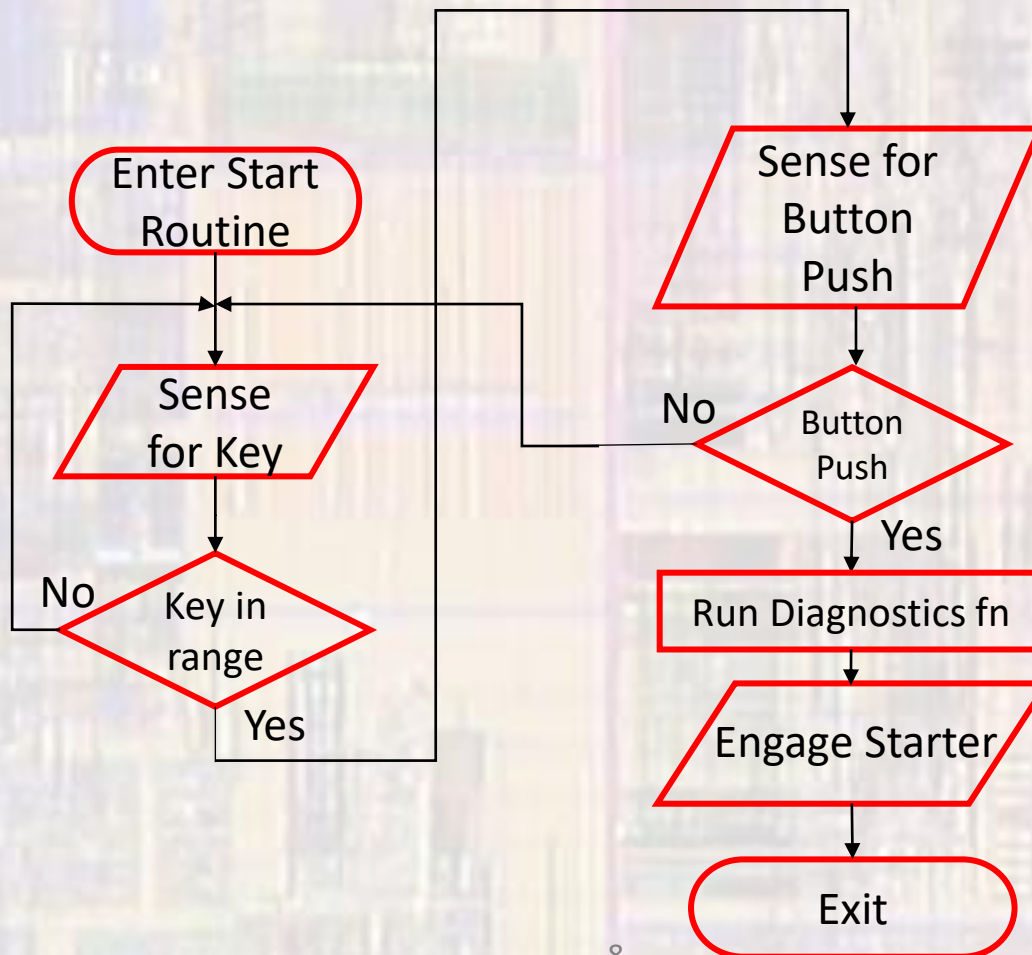 Enter Start
Routine
Sense
for Key
No
Key in
range
Yes
Sense for
Button
Push
No
Button
Push
Yes
Run Diagnostics fn
Engage Starter
Exit